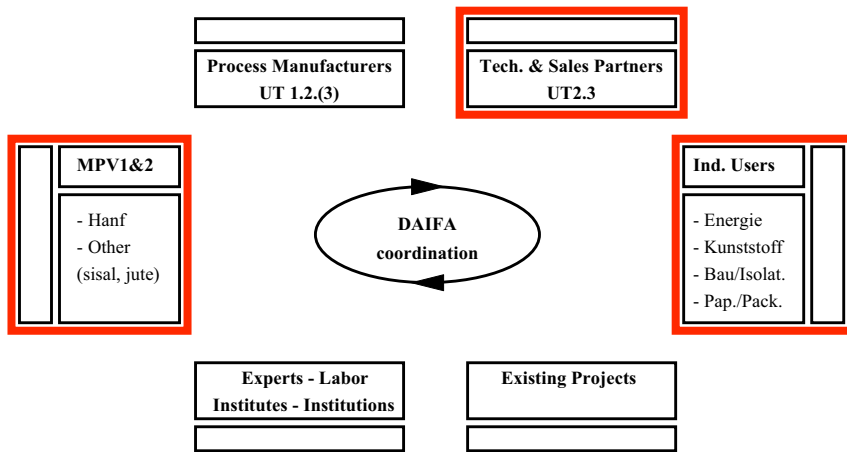 Process Manufacturers
UT 1.2.(3)
Tech. & Sales Partners
UT2.3
MPV1&2
- Hanf
- Other
(sisal, jute)
DAIFA
coordination
Ind. Users
- Energie
- Kunststoff
- Bau/Isolat.
- Pap./Pack.
Experts - Labor
Institutes - Institutions
Existing Projects